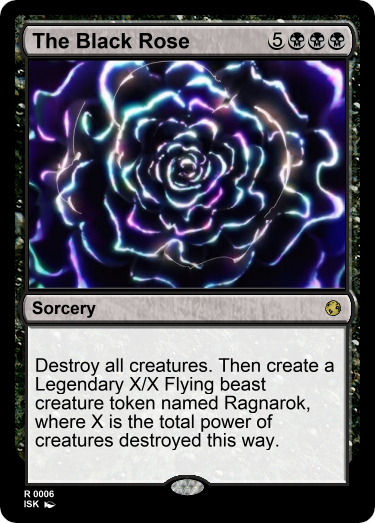 The Black Rose 5
Sorcery
Destroy all creatures. Then create a
Legendary X/X Flying beast
creature token named Ragnarok,
where X is the total power of
creatures destroyed this way.
R 0006
ISK